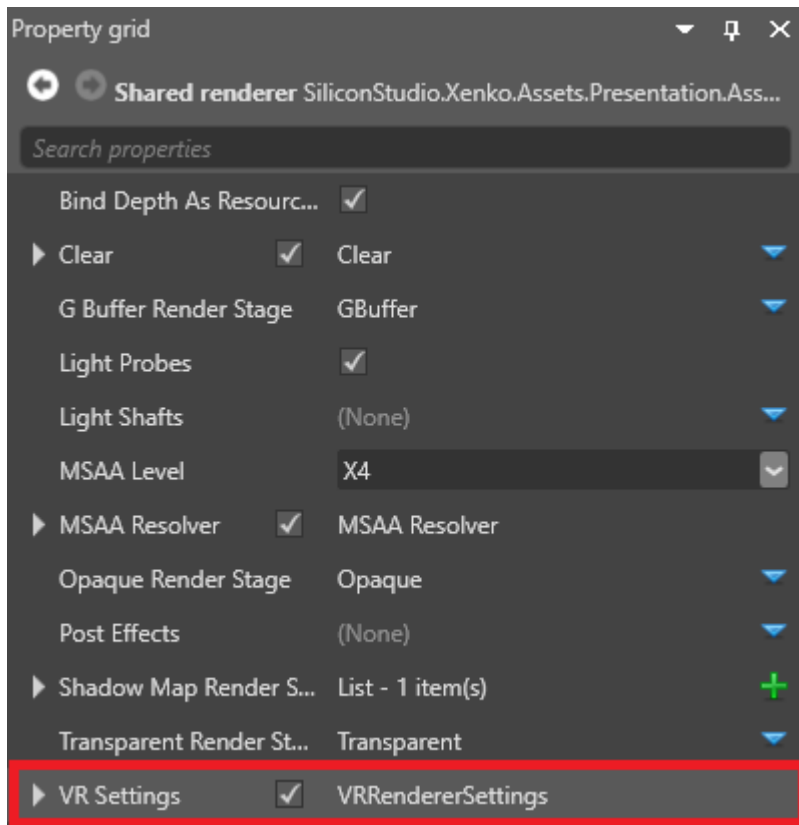 Property grid
Shared renderer SiliconStudio.Xenko.Assets.Presentation.Ass...
Search properties
Bind Depth As Resourc...
Clear Clear
G Buffer Render Stage GBuffer
Light Probes
Light Shafts (None)
MSAA Level X4
MSAA Resolver MSAA Resolver
Opaque Render Stage Opaque
Post Effects (None)
Shadow Map Render S... List - 1 item(s)
Transparent Render St... Transparent
VR Settings VRRendererSettings